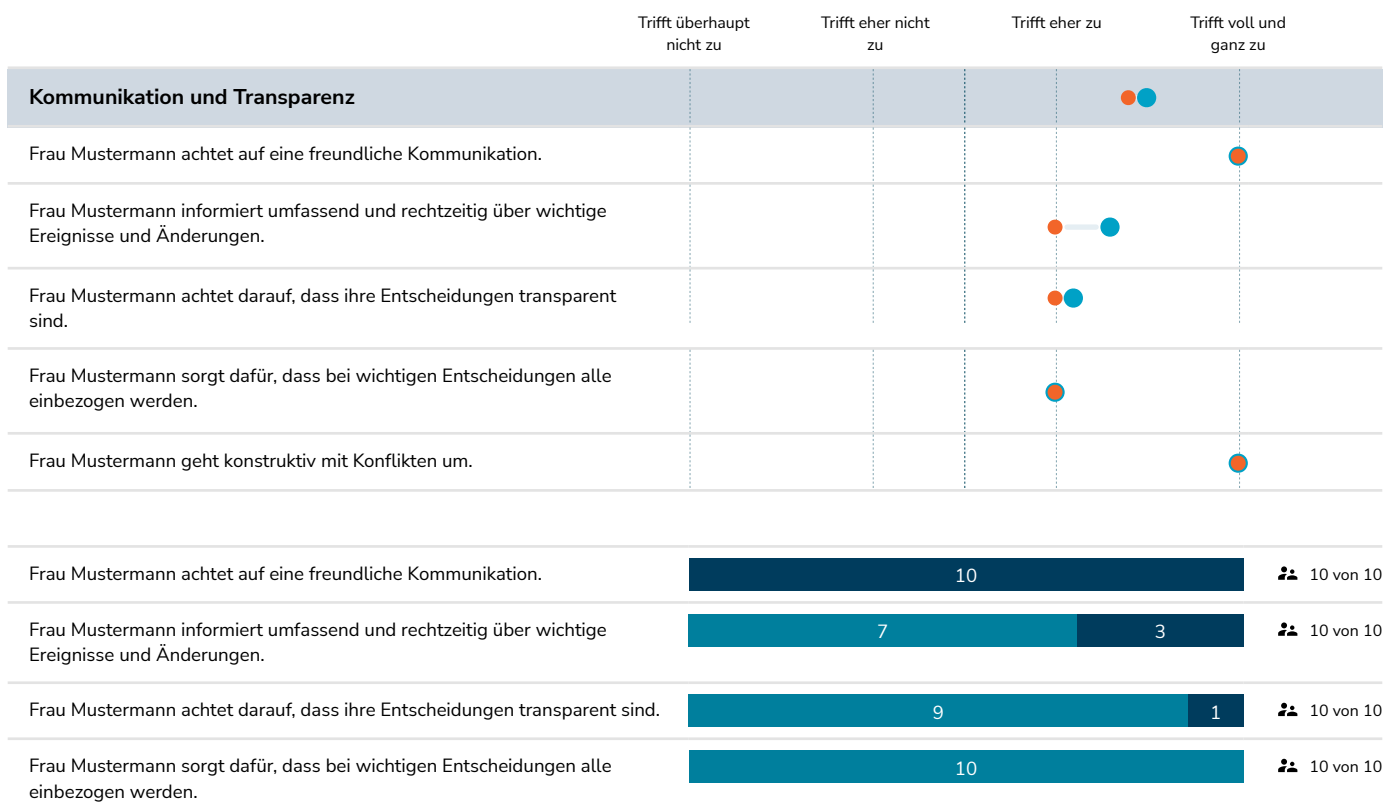 Trifft überhaupt nicht zu
Trifft eher nicht zu
Trifft eher zu
Trifft voll und ganz zu
Kommunikation und Transparenz
Frau Mustermann achtet auf eine freundliche Kommunikation.
Frau Mustermann informiert umfassend und rechtzeitig über wichtige
Ereignisse und Änderungen.
Frau Mustermann achtet darauf, dass ihre Entscheidungen transparent
sind.
Frau Mustermann sorgt dafür, dass bei wichtigen Entscheidungen alle
einbezogen werden.
Frau Mustermann geht konstruktiv mit Konflikten um.
Frau Mustermann achtet auf eine freundliche Kommunikation.
10
10 von 10
Frau Mustermann informiert umfassend und rechtzeitig über wichtige
Ereignisse und Änderungen.
7
3
10 von 10
Frau Mustermann achtet darauf, dass ihre Entscheidungen transparent sind.
9
1
10 von 10
Frau Mustermann sorgt dafür, dass bei wichtigen Entscheidungen alle
einbezogen werden.
10
10 von 10